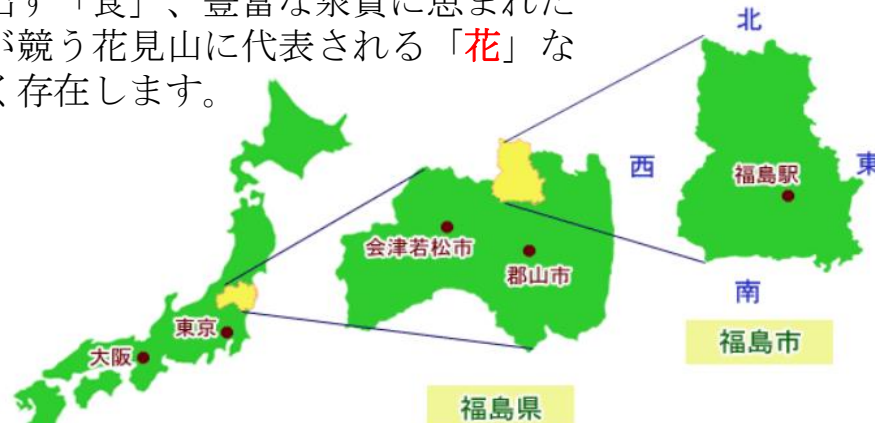 出す「食」、豊富な泉質に恵まれた
が競う花見山に代表される「花」な
く存在します。
北
西
東
福島駅
会津若松市
郡山市
南
東京
大阪
福島市
福島県